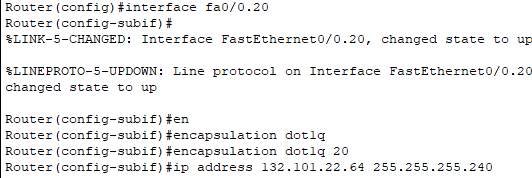 Router(config)#interface fa0/0.20
Router(config-subif)#
%LINK-5-CHANGED: Interface FastEthernet0/0.20, changed state to up
%LINEPROTO-5-UPDOWN: Line protocol on Interface FastEthernet0/0.20
changed state to up
Router(config-subif)#en
Router(config-subif)#encapsulation dot1q
Router(config-subif)#encapsulation dot1q 20
Router(config-subif)#ip address 132.101.22.64 255.255.255.240